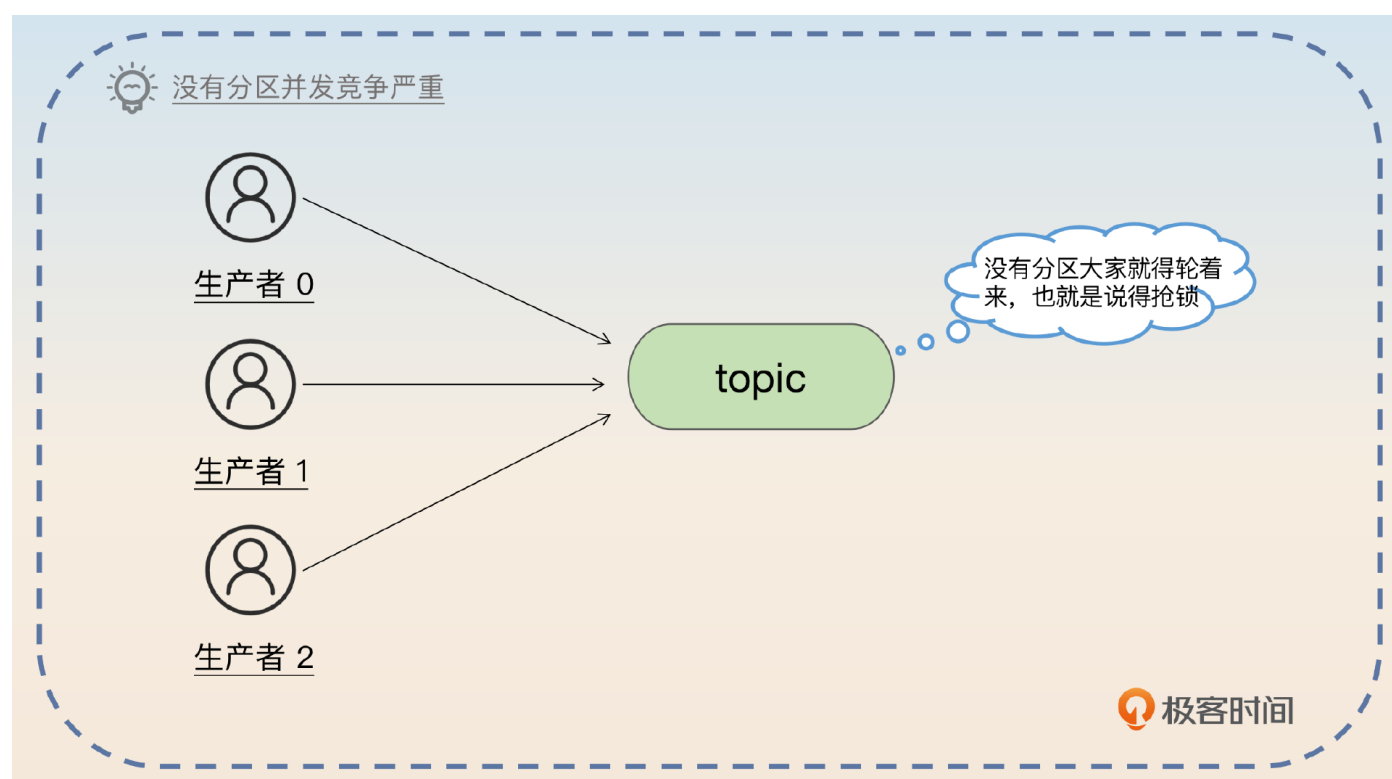 没有分区并发竞争严重
生产者 0
没有分区大家就得轮着
来，也就是说得抢锁
topic
生产者 1
生产者 2
极客时间